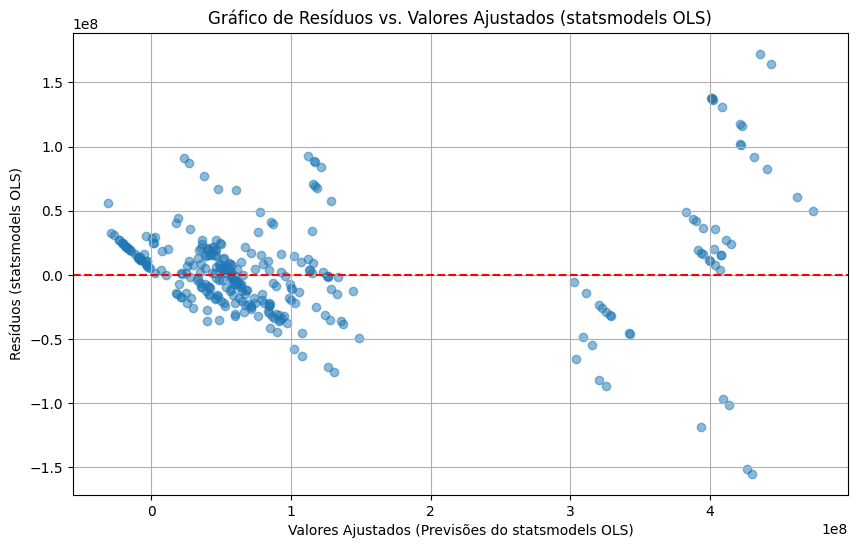 Gráfico de Resíduos vs. Valores Ajustados (statsmodels OLS)
1e8
1.5
1.0
0.5
0.0
−0.5
−1.0
−1.5
Resíduos (statsmodels OLS)
0 1 2 3 4
1e8
Valores Ajustados (Previsões do statsmodels OLS)